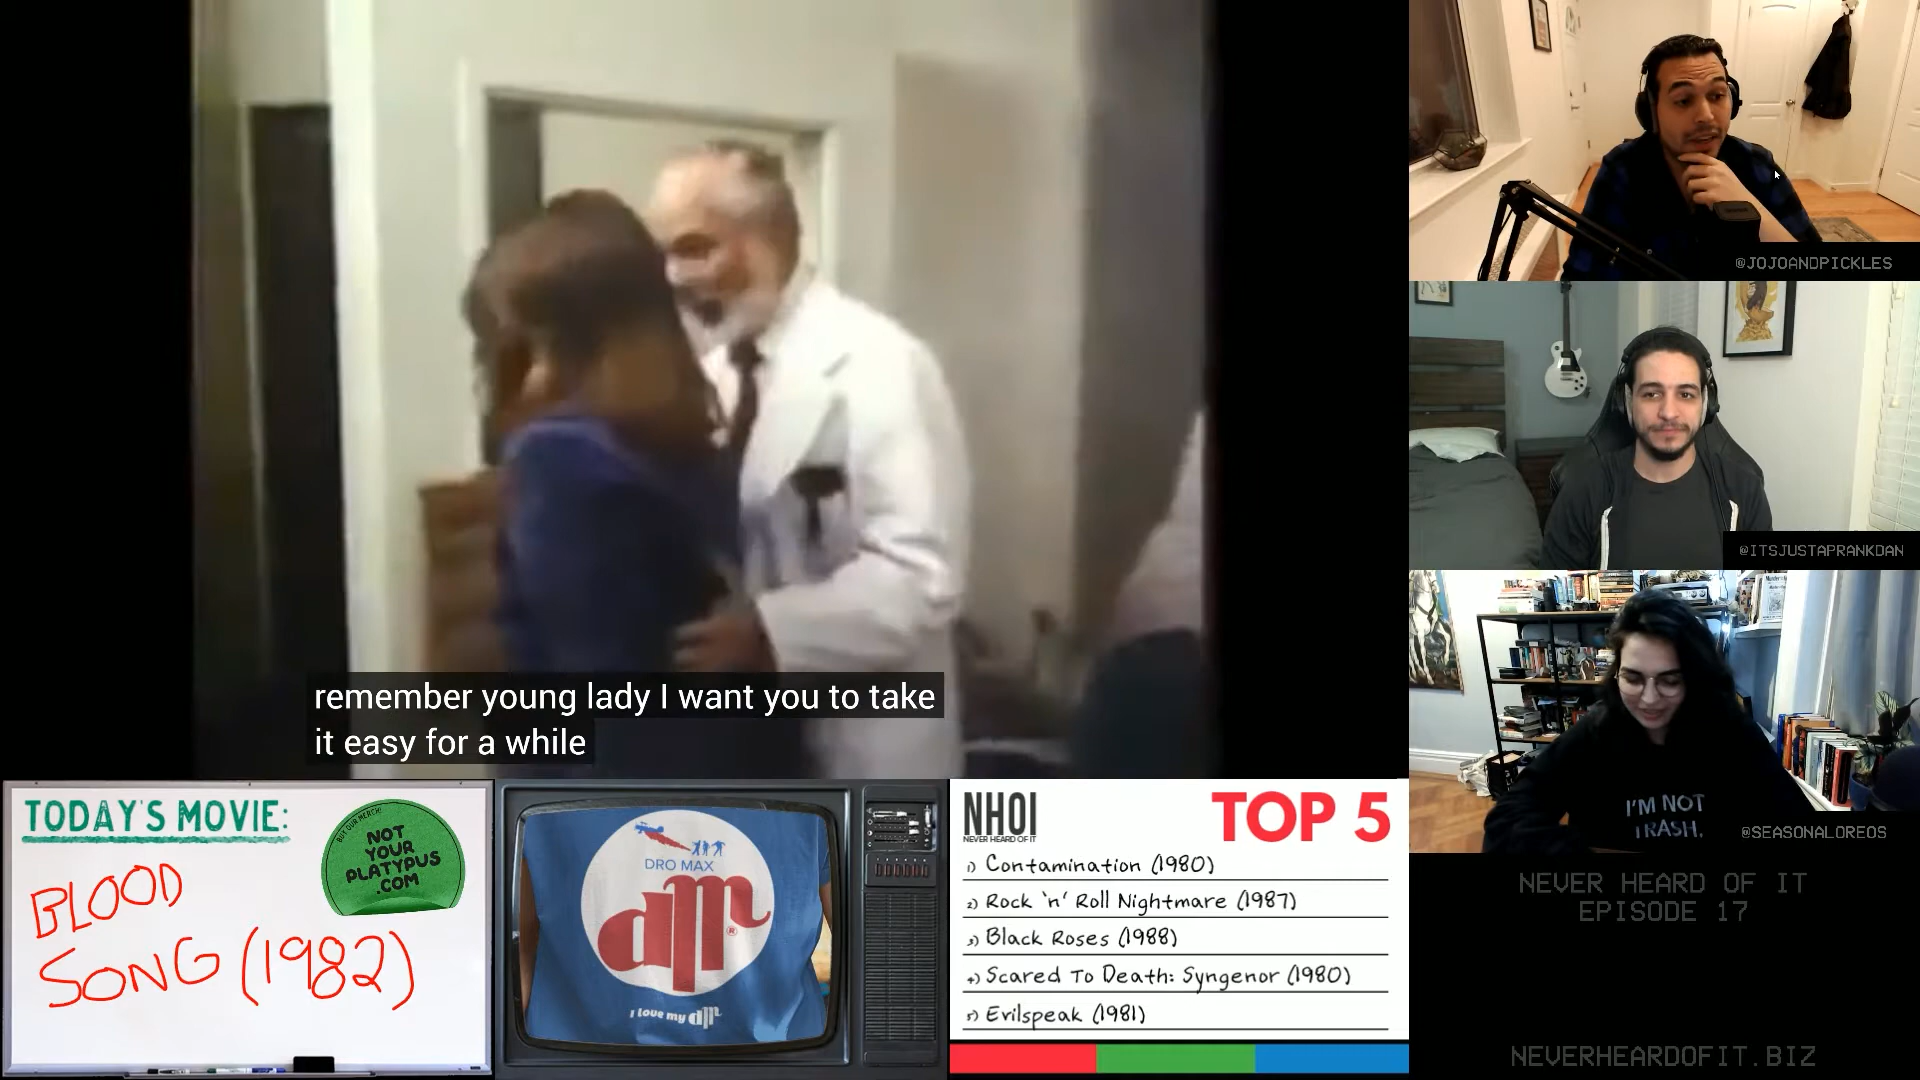 remember young lady I want you to take
it easy for a while
@JOJOANDPICKLES
@ITSJUSTAPRANKDAN
I'M NOT
TRASH.
@SEASONALOREOS
NEVER HEARD OF IT
EPISODE 17
NEVERHEARDOFIT.BIZ
TODAY'S MOVIE:
BLOOD
SONG (1982)
BUY OUR MERCH!
NOT
YOUR
PLATYPUS
.COM
DRO MAX
dm®
I love my dm
NHOI
NEVER HEARD OF IT
TOP 5
1) Contamination (1980)
2) Rock 'n' Roll Nightmare (1987)
3) Black Roses (1988)
4) Scared To Death: Syngenor (1980)
5) Evilspeak (1981)